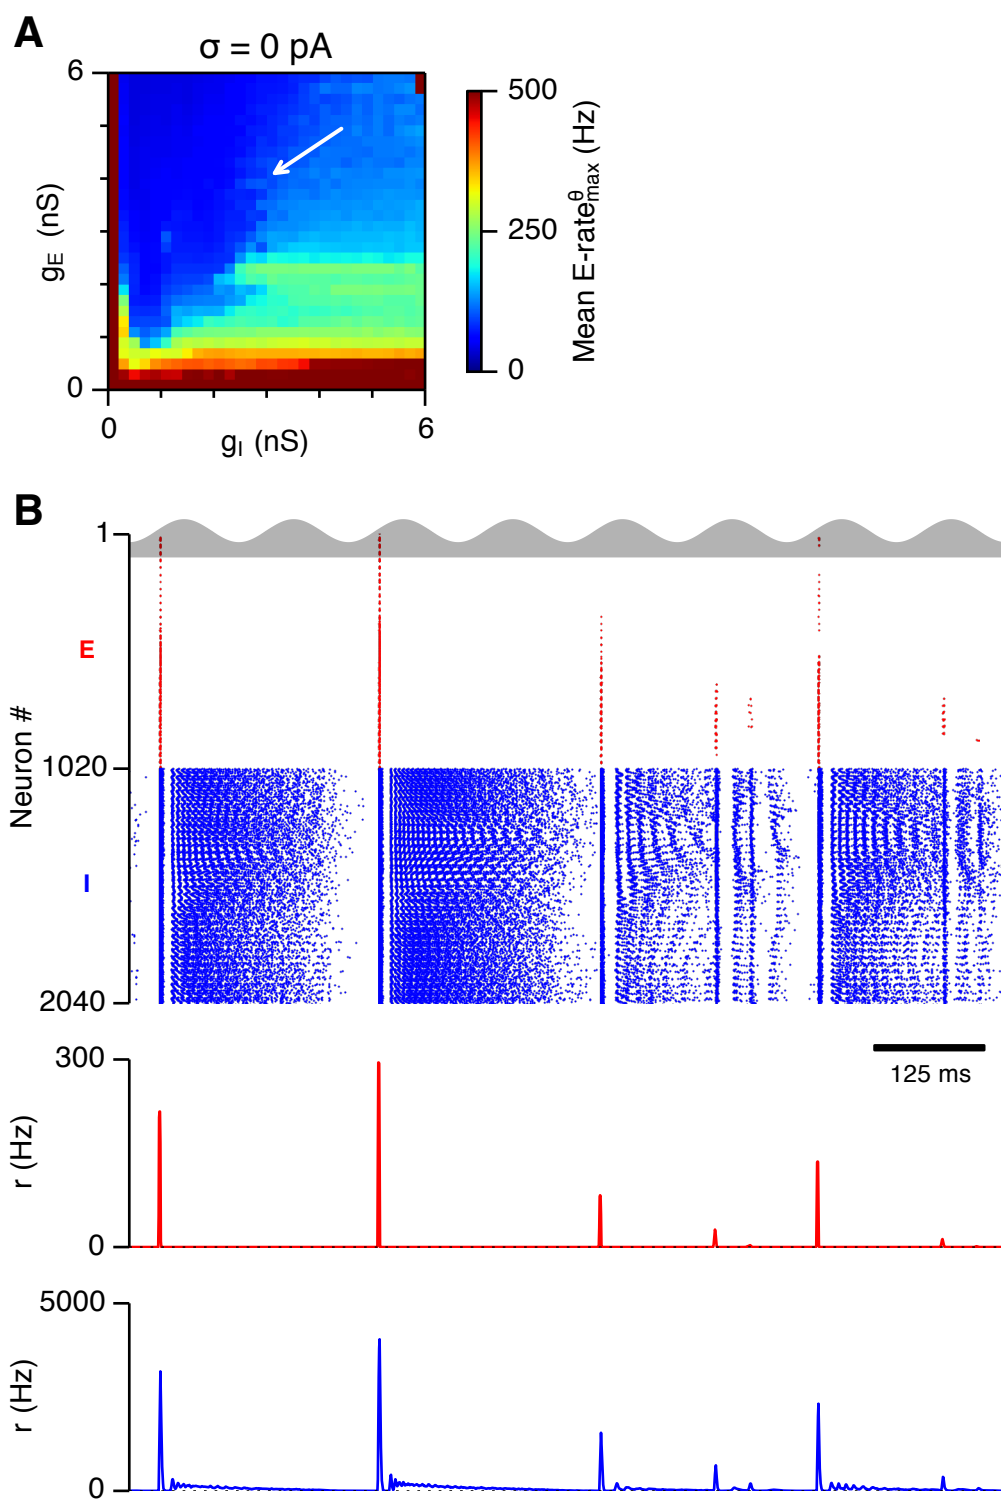 A
σ = 0 pA
6
0
g_E (nS)
0
6
g_I (nS)
500
250
0
Mean E-rate^θ_max (Hz)
B
1
E
1020
I
2040
Neuron #
125 ms
300
0
r (Hz)
5000
0
r (Hz)